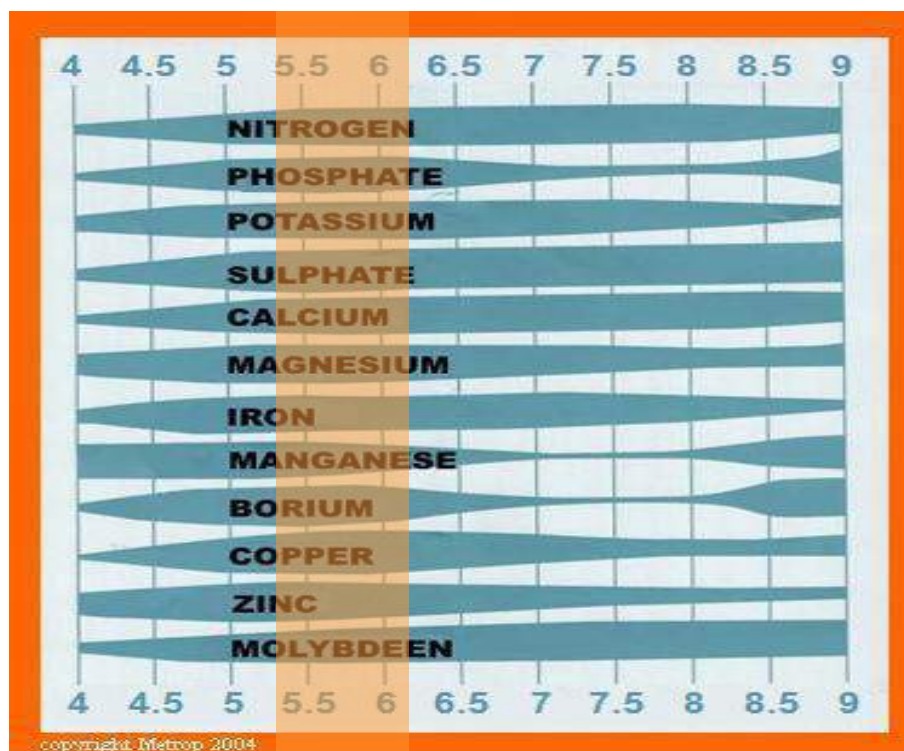 4 4.5 5 5.5 6 6.5 7 7.5 8 8.5 9
NITROGEN
PHOSPHATE
POTASSIUM
SULPHATE
CALCIUM
MAGNESIUM
IRON
MANGANESE
BORIUM
COPPER
ZINC
MOLYBDEEN
4 4.5 5 5.5 6 6.5 7 7.5 8 8.5 9
copyright Metrop 2004